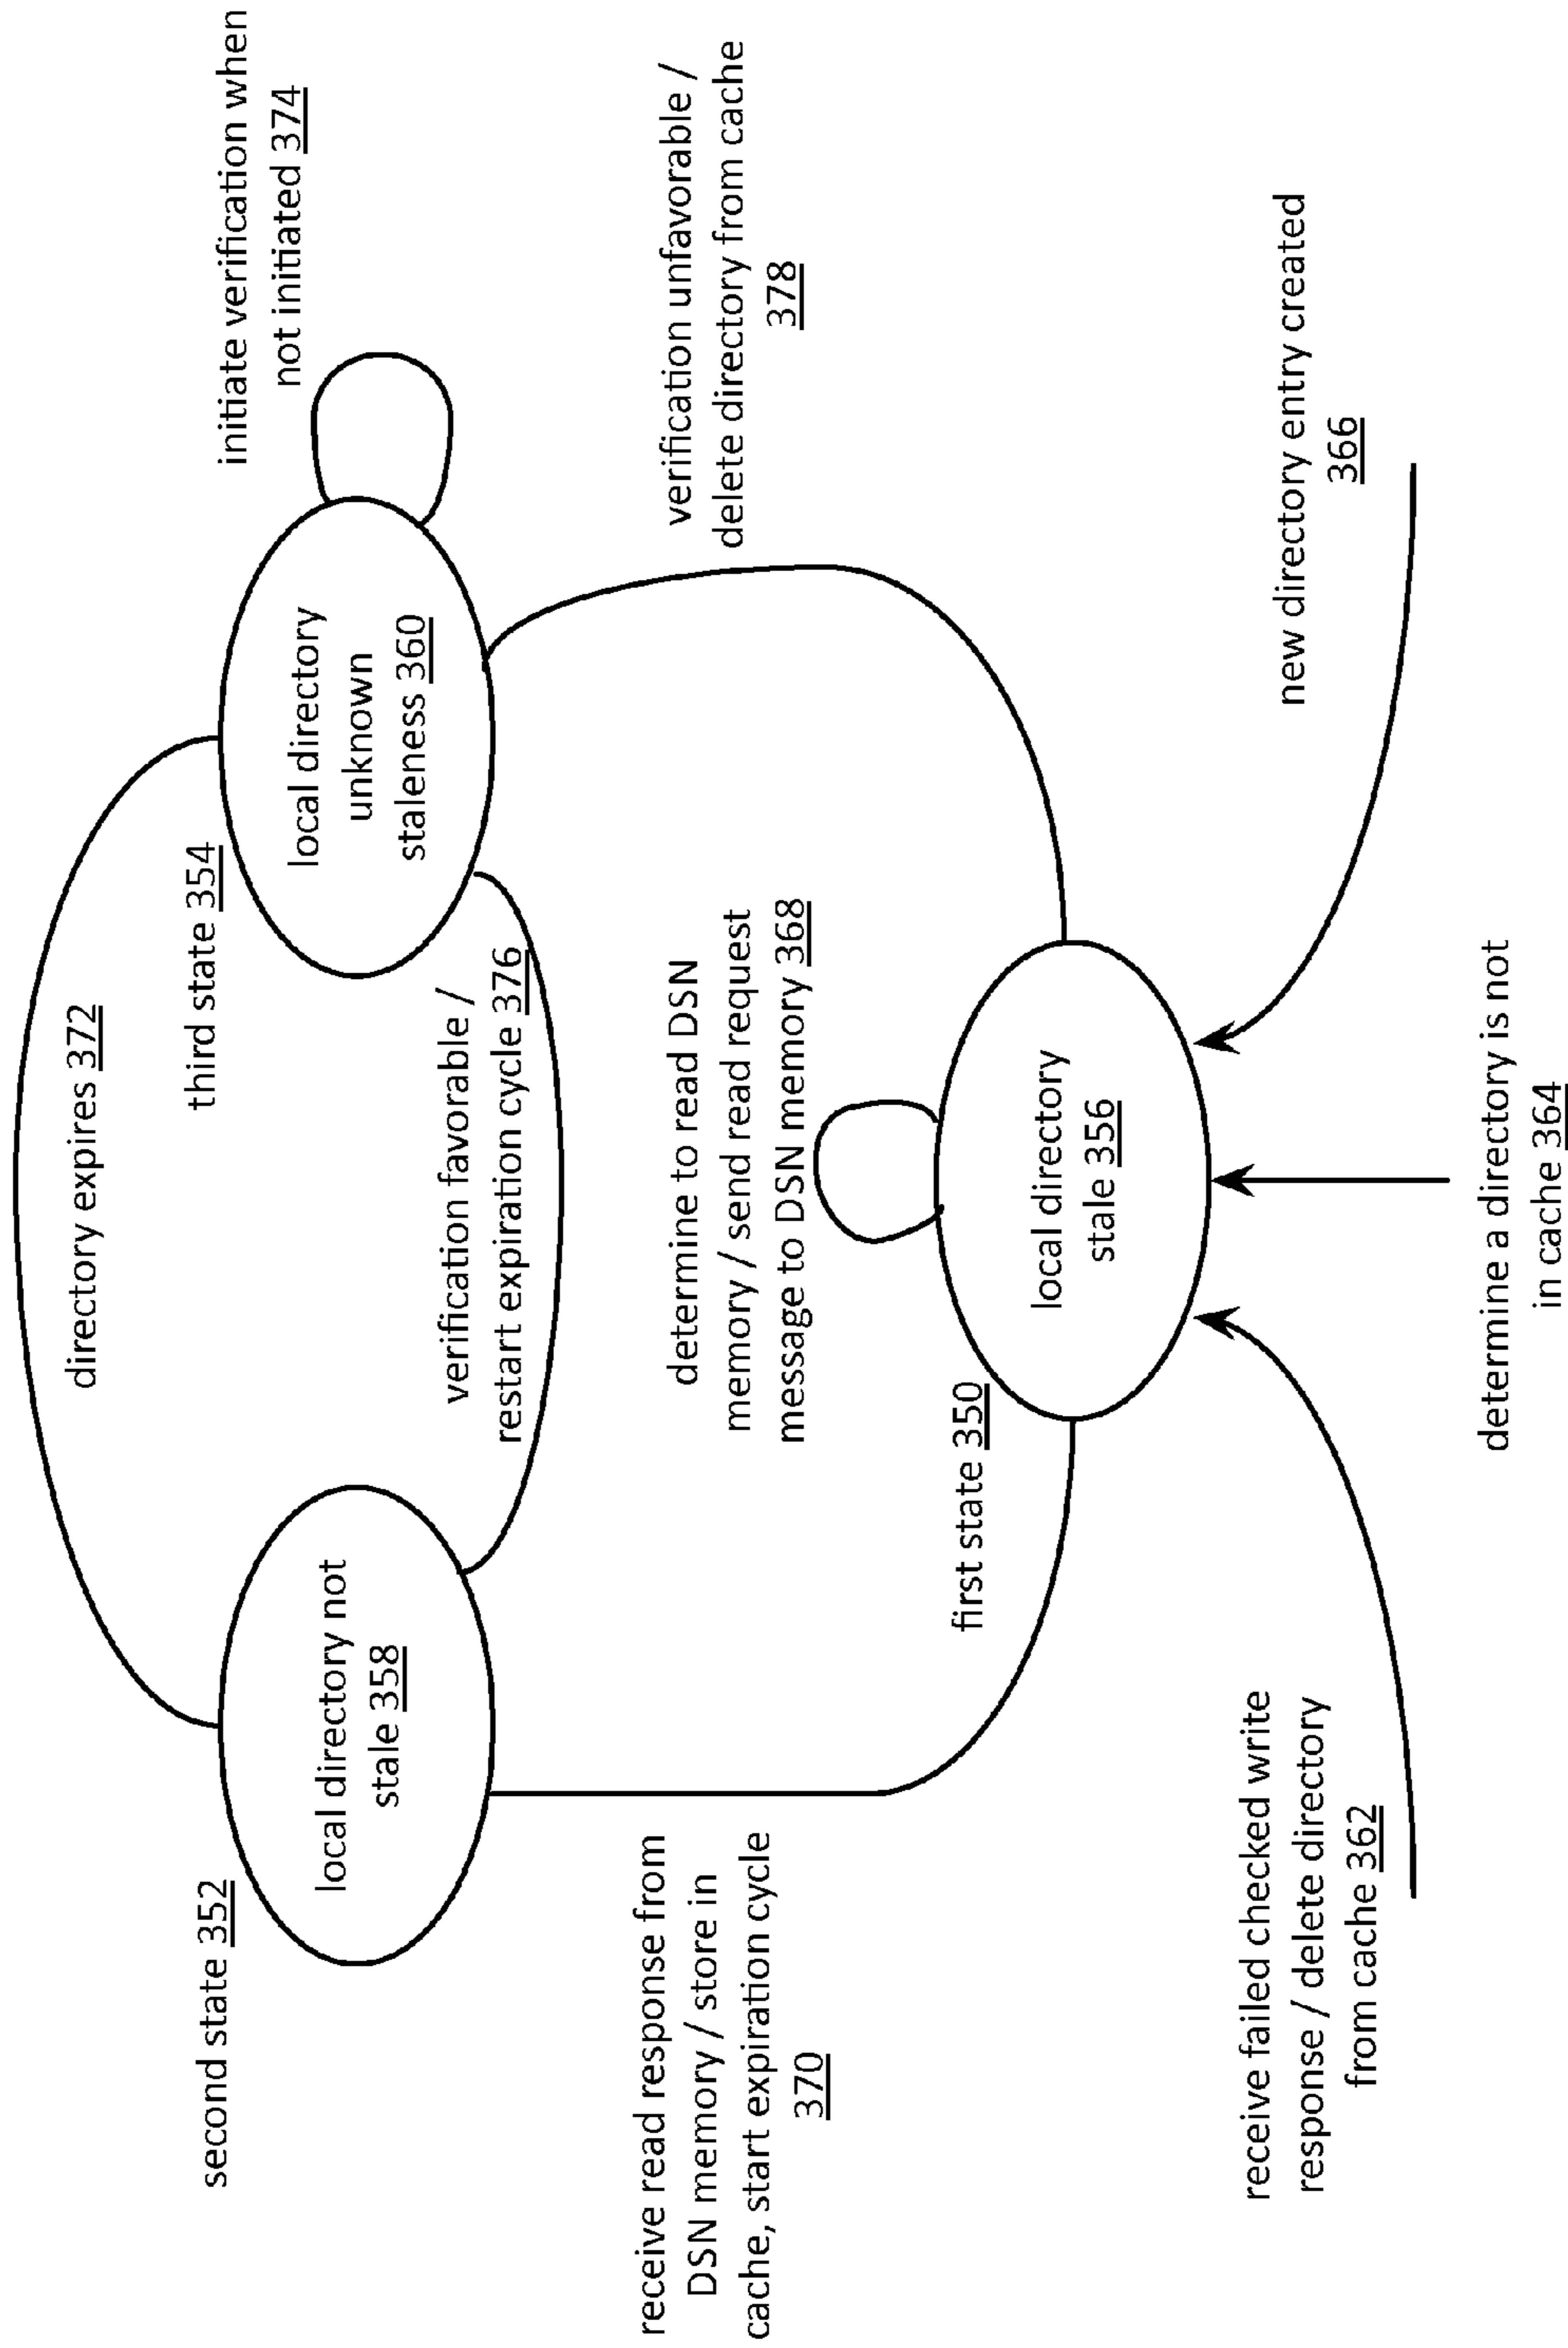 directory expires 372
second state 352
third state 354
initiate verification when
not initiated 374
local directory not
stale 358
local directory
unknown
staleness 360
verification favorable /
restart expiration cycle 376
receive read response from
DSN memory / store in
cache, start expiration cycle
370
determine to read DSN
memory / send read request
message to DSN memory 368
verification unfavorable /
delete directory from cache
378
first state 350
local directory
stale 356
receive failed checked write
response / delete directory
from cache 362
new directory entry created
366
determine a directory is not
in cache 364